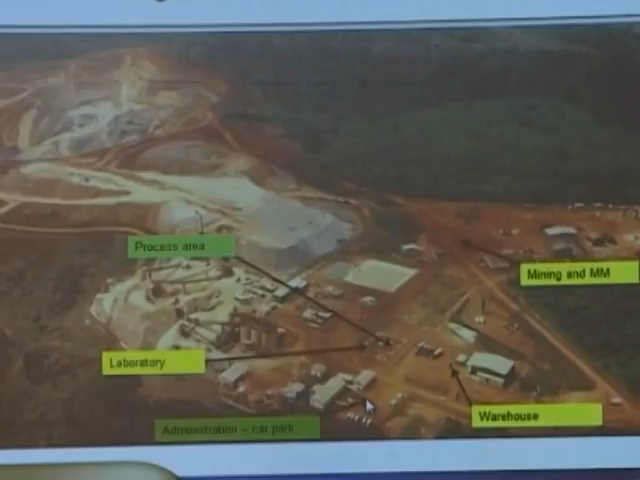 Process area
Mining and MM
Laboratory
Warehouse
Administration – car park